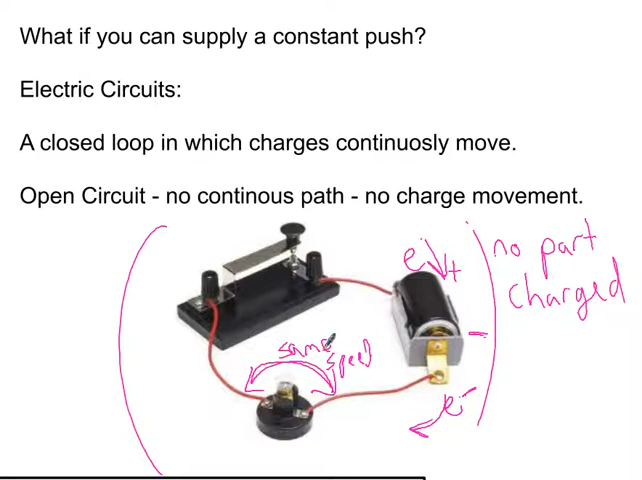 What if you can supply a constant push?
Electric Circuits:
A closed loop in which charges continuosly move.
Open Circuit - no continous path - no charge movement.
no part
charged
e- +
-
same
speed
e-